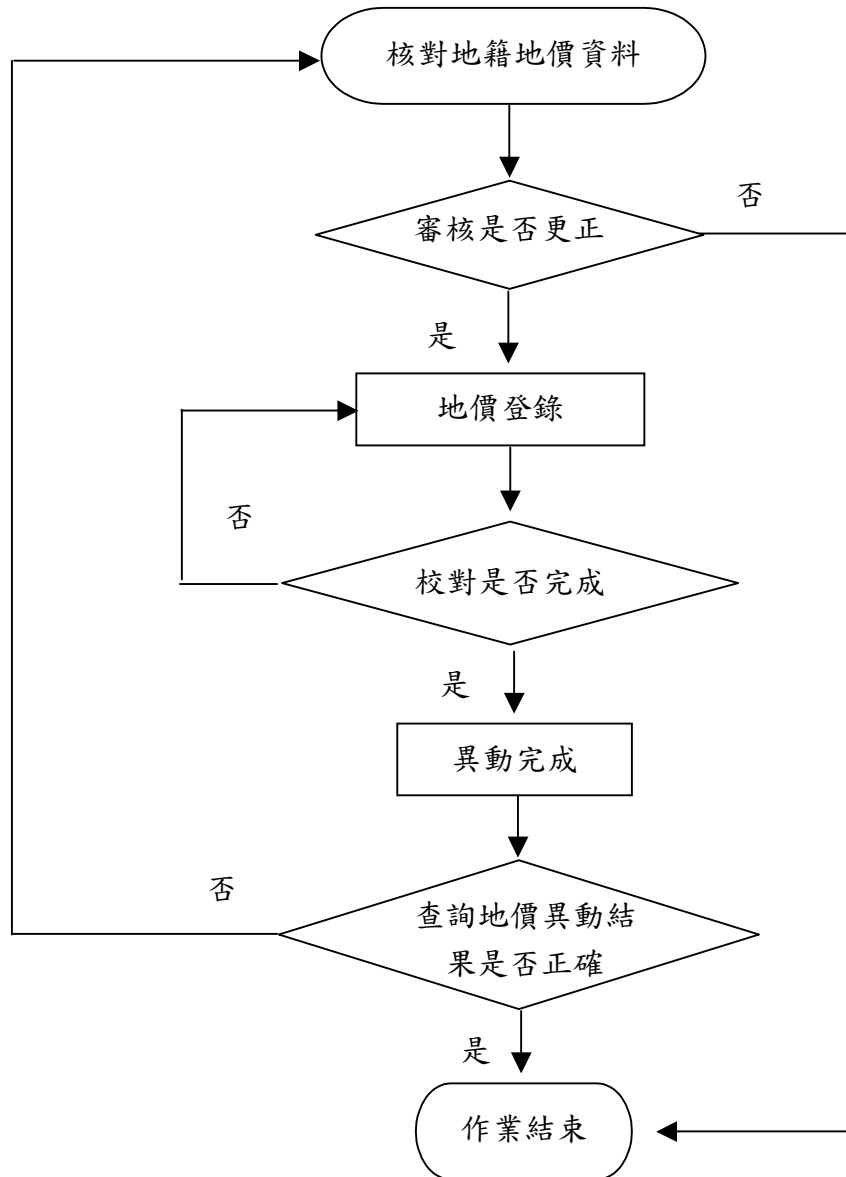 核對地籍地價資料
否
審核是否更正
是
地價登錄
否
校對是否完成
是
異動完成
否
查詢地價異動結
果是否正確
是
作業結束